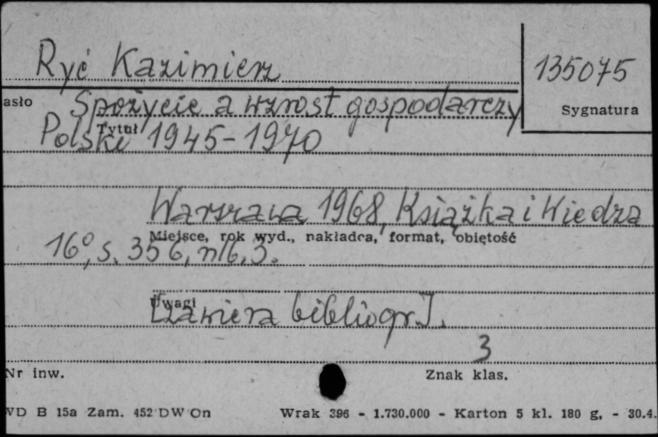 Ryć Kazimierz
135075
asło
Spożycie a wzrost gospodarczy
Sygnatura
Tytuł
Polski 1945-1970
Warszawa 1968, Książka i Wiedza
Miejsce, rok wyd., nakładca, format, objętość
16°, s. 356, nlb. 3.
Uwagi
[zawiera bibliogr.].
3
Nr inw.
Znak klas.
WD B 15a Zam. 452 DW On
Wrak 396 - 1.730.000 - Karton 5 kl. 180 g, - 30.4.